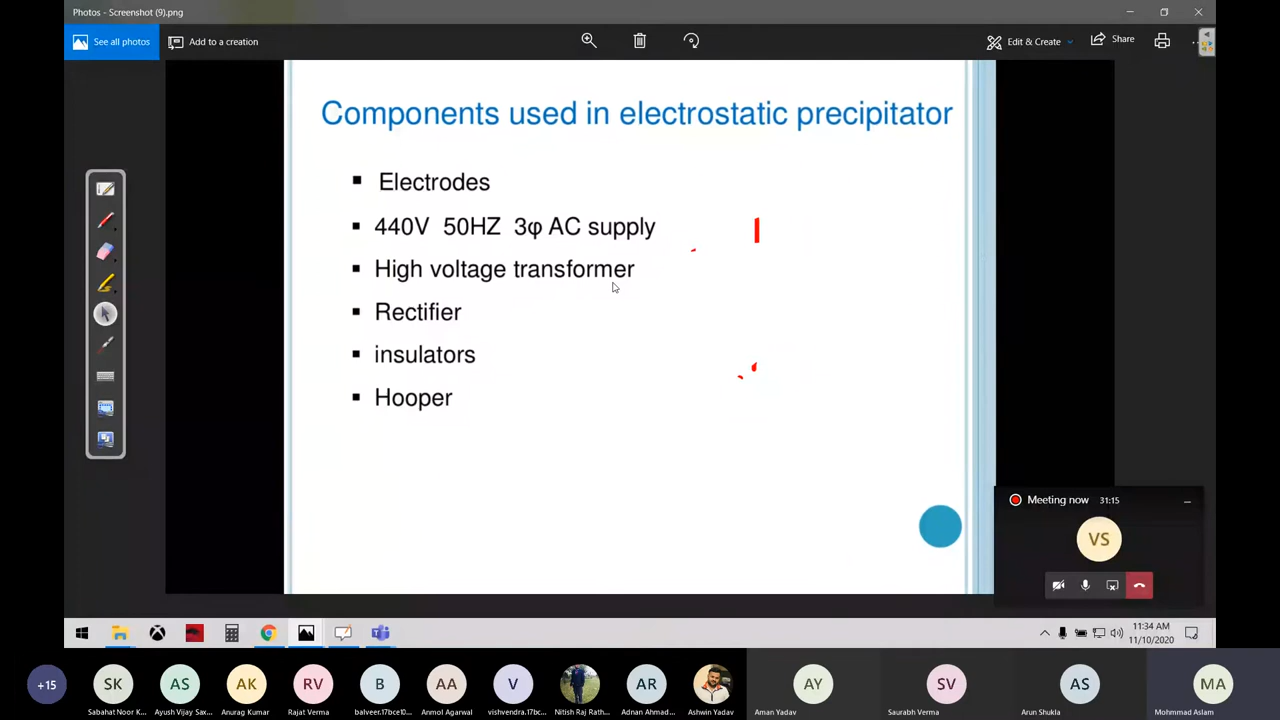 Photos - Screenshot (9).png
See all photos
Add to a creation
Edit & Create
Share
Components used in electrostatic precipitator
Electrodes
440V 50HZ 3φ AC supply
High voltage transformer
Rectifier
insulators
Hooper
Meeting now 31:15
VS
11:34 AM
11/10/2020
+15
SK
AS
AK
RV
B
AA
V
AR
AY
SV
AS
MA
Sabahat Noor K...
Ayush Vijay Sax...
Anurag Kumar
Rajat Verma
balveer.17bce10...
Anmol Agarwal
vishvendra.17bc...
Nitish Raj Rath...
Adnan Ahmad...
Ashwin Yadav
Aman Yadav
Saurabh Verma
Arun Shukla
Mohmmad Aslam